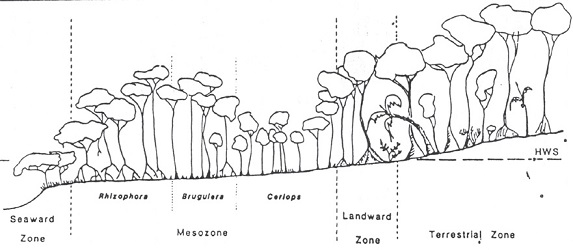 HWS
Rhizophora Bruguiera Ceriops
Seaward Zone
Mesozone
Landward Zone
Terrestrial Zone